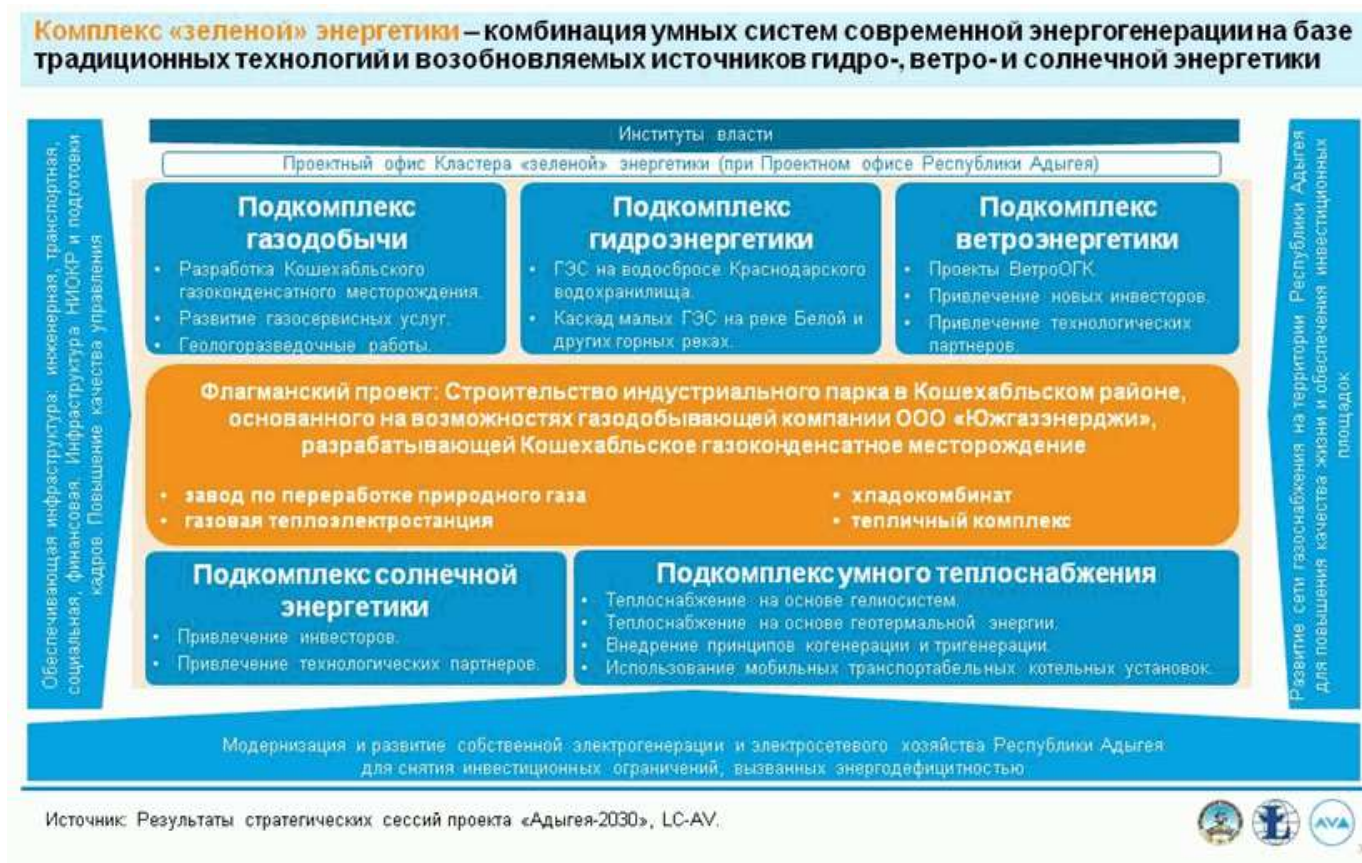 Комплекс «зеленой» энергетики – комбинация умных систем современной энергогенерации на базе
традиционных технологий и возобновляемых источников гидро-, ветро- и солнечной энергетики
Обеспечивающая инфраструктура: инженерная, транспортная,
социальная, финансовая. Инфраструктура НИОКР и подготовки
кадров. Повышение качества управления
Институты власти
Проектный офис Кластера «зеленой» энергетики (при Проектном офисе Республики Адыгея)
Подкомплекс
газодобычи
• Разработка Кошехабльского
газоконденсатного месторождения.
• Развитие газосервисных услуг.
• Геологоразведочные работы.
Подкомплекс
гидроэнергетики
• ГЭС на водосбросе Краснодарского
водохранилища.
• Каскад малых ГЭС на реке Белой и
других горных реках.
Подкомплекс
ветроэнергетики
• Проекты ВетроОГК.
• Привлечение новых инвесторов.
• Привлечение технологических
партнеров.
Флагманский проект: Строительство индустриального парка в Кошехабльском районе,
основанного на возможностях газодобывающей компании ООО «Южгазэнерджи»,
разрабатывающей Кошехабльское газоконденсатное месторождение
• завод по переработке природного газа
• газовая теплоэлектростанция
• хладокомбинат
• тепличный комплекс
Подкомплекс солнечной
энергетики
• Привлечение инвесторов.
• Привлечение технологических партнеров.
Подкомплекс умного теплоснабжения
• Теплоснабжение на основе гелиосистем.
• Теплоснабжение на основе геотермальной энергии.
• Внедрение принципов когенерации и тригенерации.
• Использование мобильных транспортабельных котельных установок.
Развитие сети газоснабжения на территории Республики Адыгея
для повышения качества жизни и обеспечения инвестиционных
площадок
Модернизация и развитие собственной электрогенерации и электросетевого хозяйства Республики Адыгея
для снятия инвестиционных ограничений, вызванных энергодефицитностью
Источник: Результаты стратегических сессий проекта «Адыгея-2030», LC-AV.
AVA